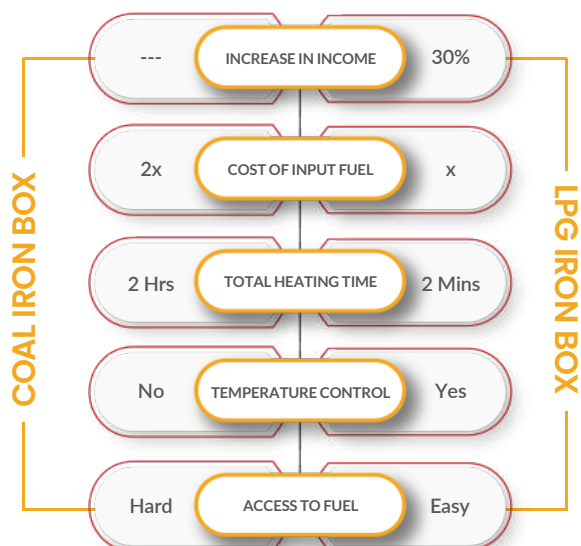 COAL IRON BOX
LPG IRON BOX
--- INCREASE IN INCOME 30%
2x COST OF INPUT FUEL x
2 Hrs TOTAL HEATING TIME 2 Mins
No TEMPERATURE CONTROL Yes
Hard ACCESS TO FUEL Easy